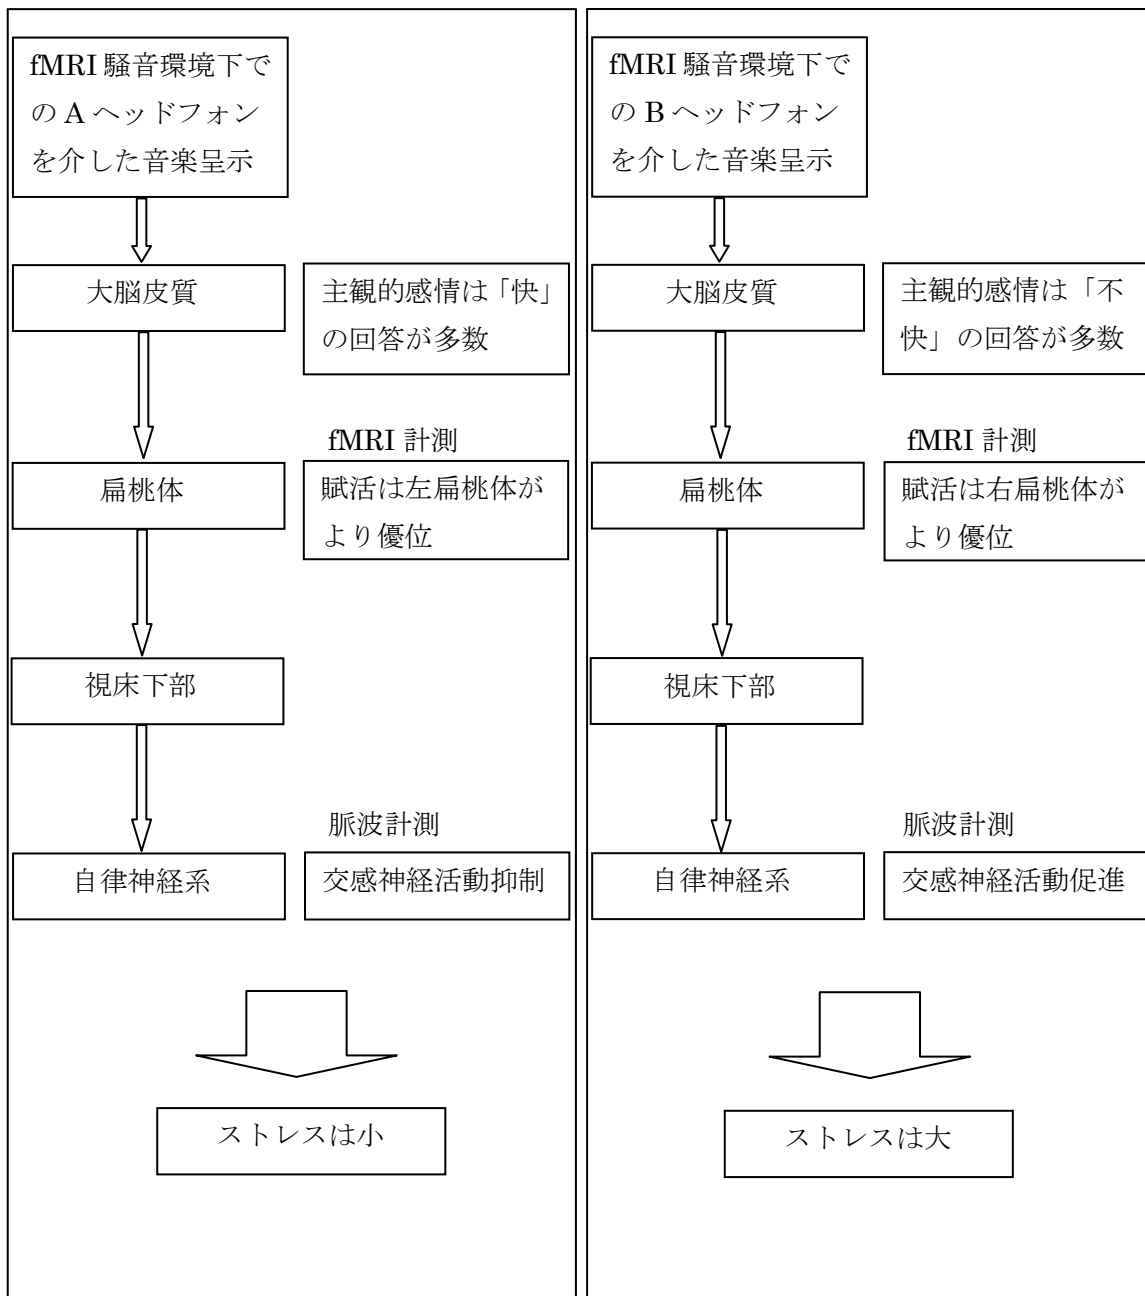 fMRI 騒音環境下で
の A ヘッドフォン
を介した音楽呈示
大脳皮質
主観的感情は「快」
の回答が多数
fMRI 計測
扁桃体
賦活は左扁桃体が
より優位
視床下部
脈波計測
自律神経系
交感神経活動抑制
ストレスは小
fMRI 騒音環境下で
の B ヘッドフォン
を介した音楽呈示
大脳皮質
主観的感情は「不
快」の回答が多数
fMRI 計測
扁桃体
賦活は右扁桃体が
より優位
視床下部
脈波計測
自律神経系
交感神経活動促進
ストレスは大